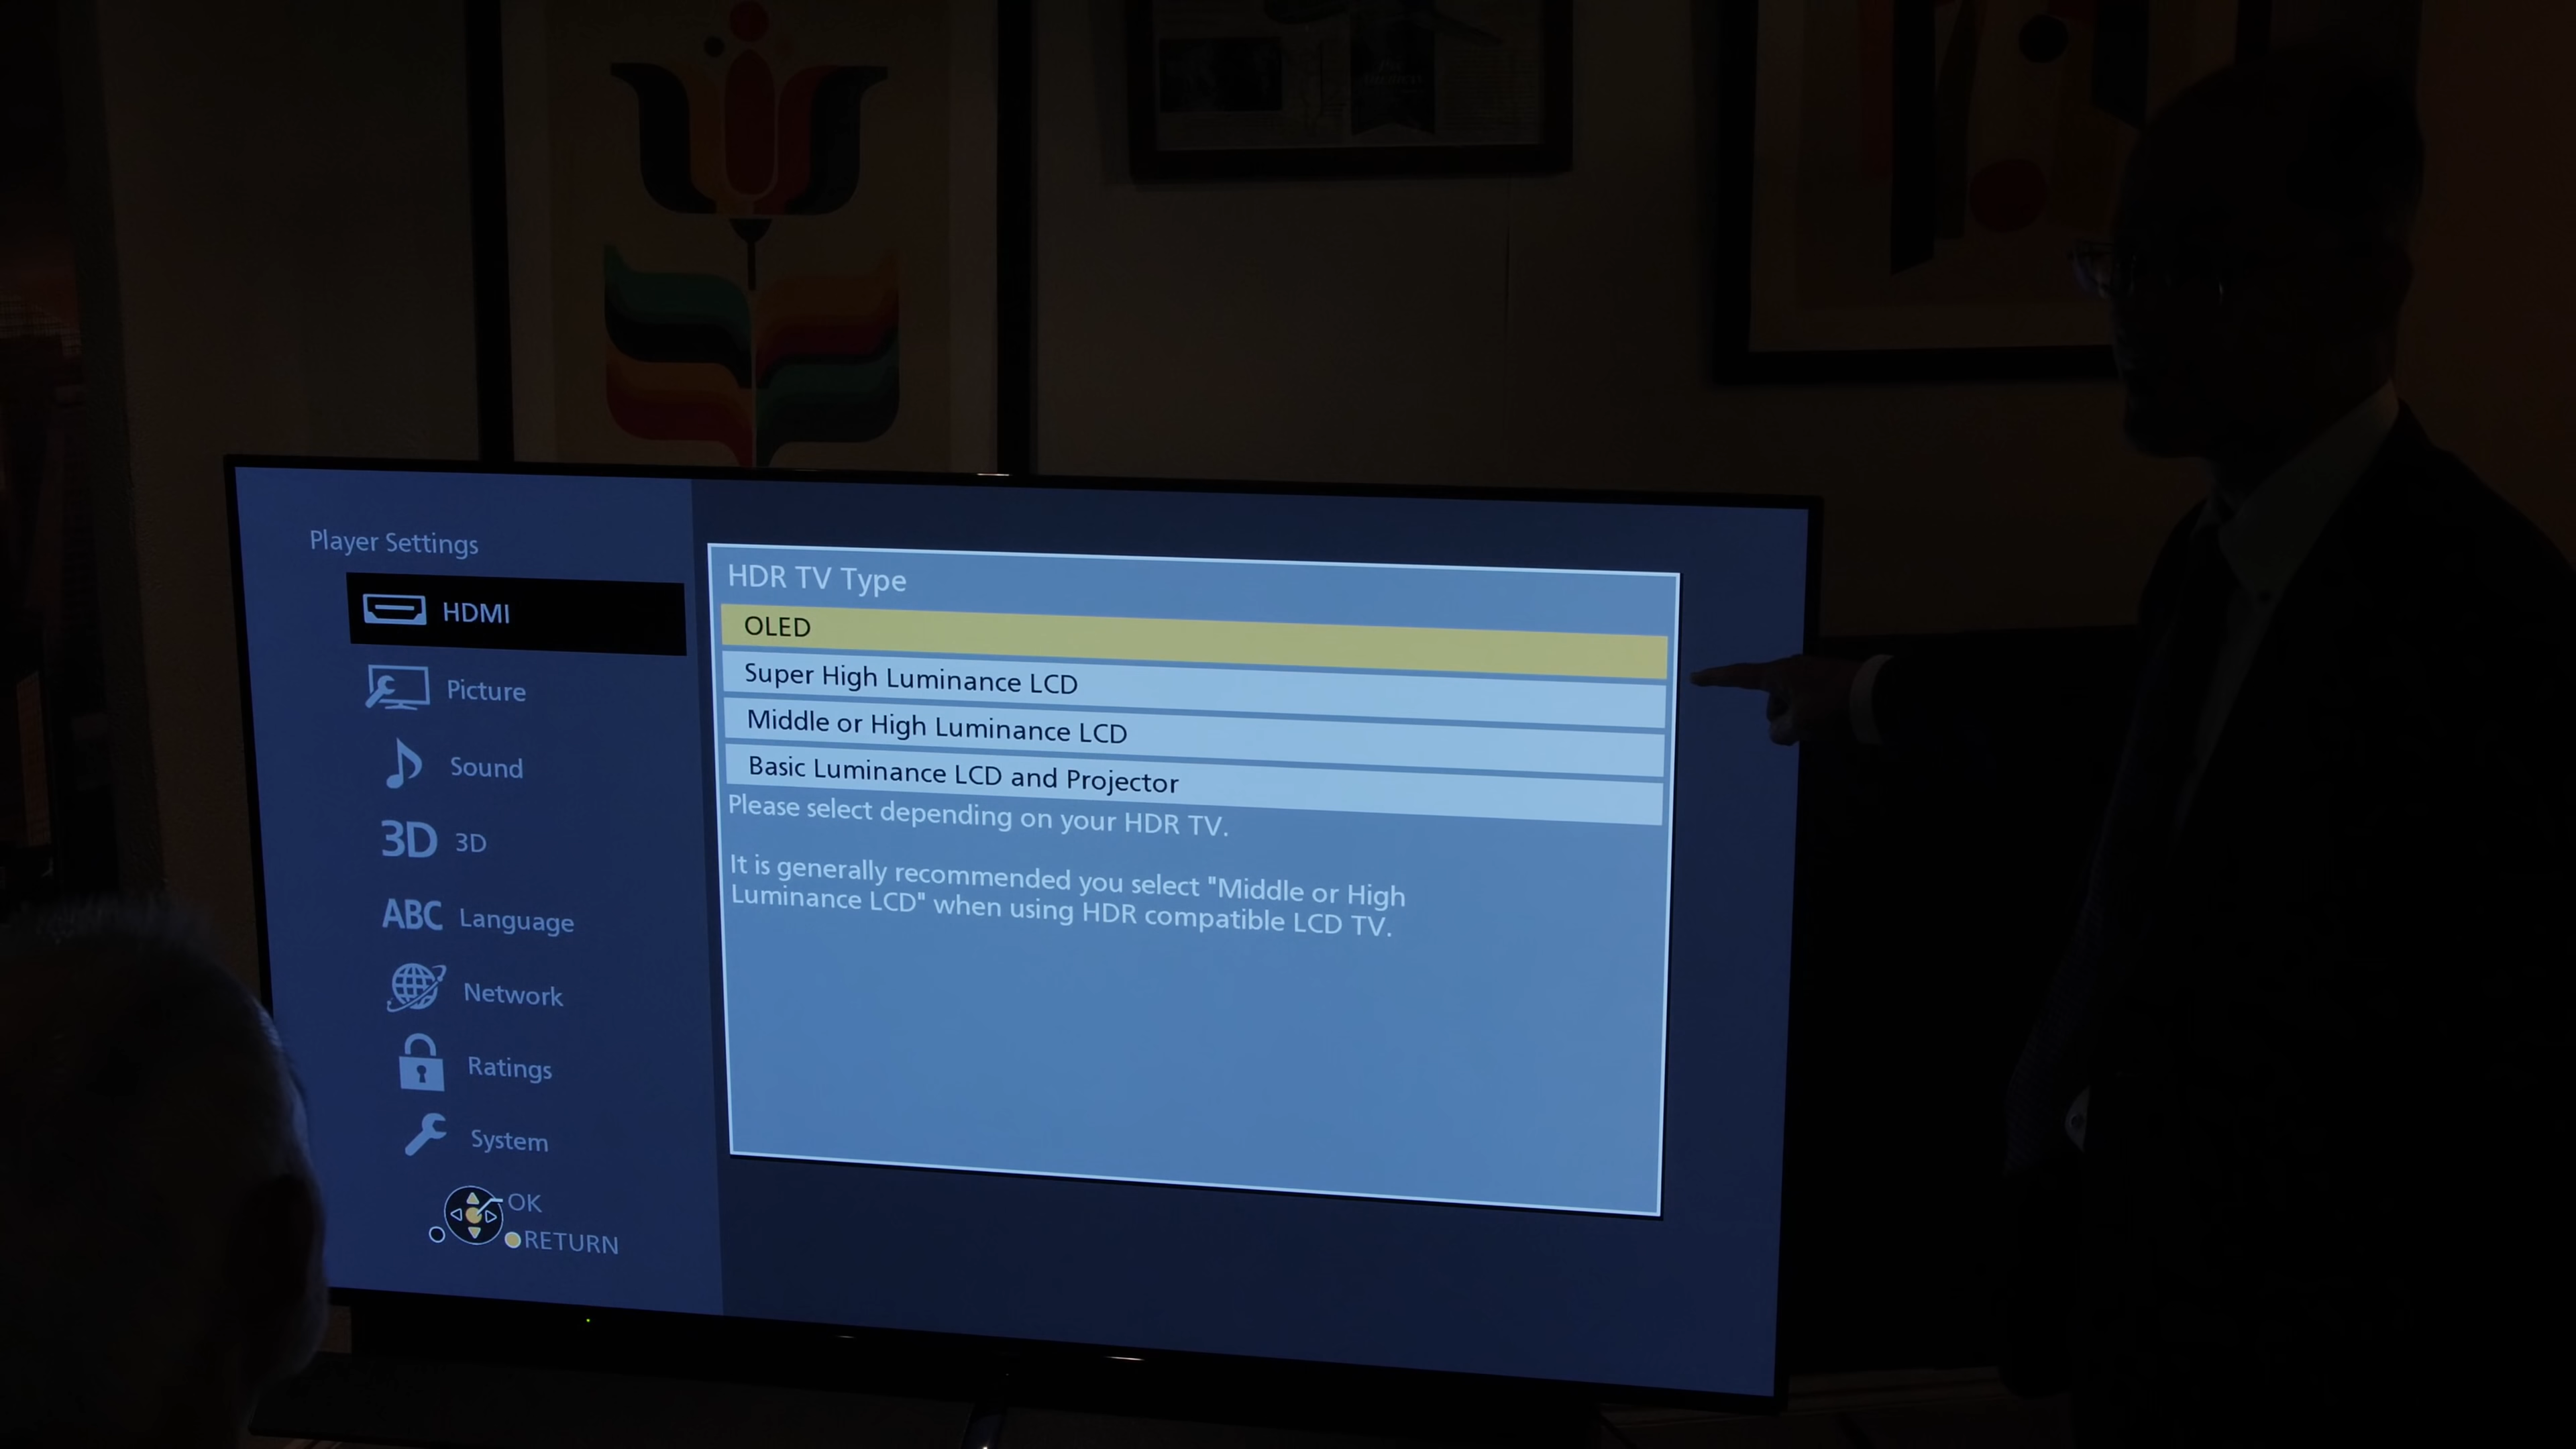 Player Settings
HDMI
Picture
Sound
3D 3D
ABC Language
Network
Ratings
System
OK
RETURN
HDR TV Type
OLED
Super High Luminance LCD
Middle or High Luminance LCD
Basic Luminance LCD and Projector
Please select depending on your HDR TV.
It is generally recommended you select "Middle or High
Luminance LCD" when using HDR compatible LCD TV.